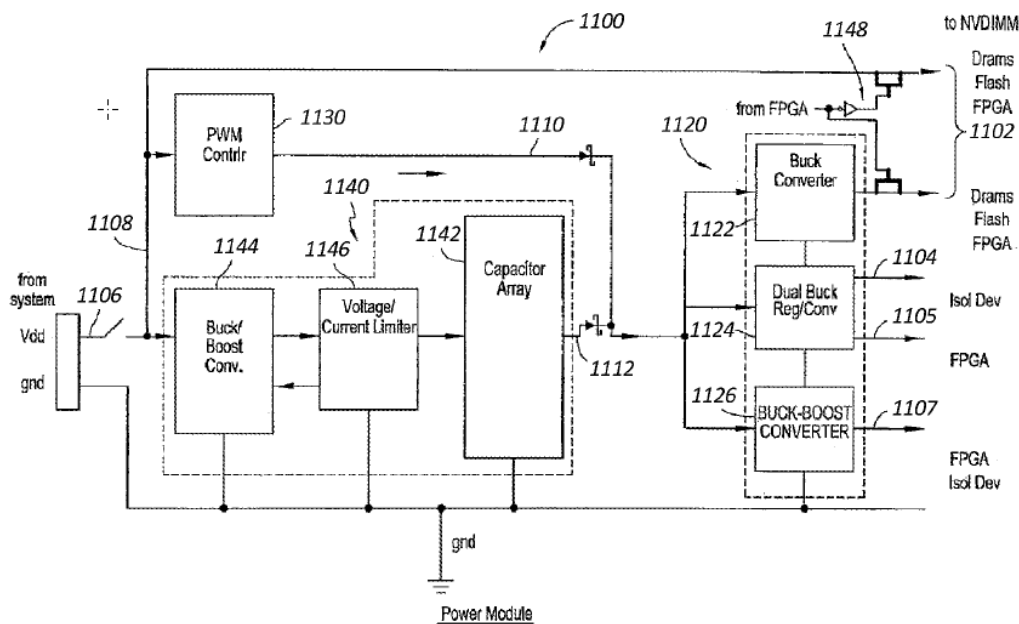 1100
to NVDIMM
1148
Drams
Flash
FPGA
1102
from FPGA
1130
PWM
Contrlr
1110
1120
Buck
Converter
1122
Drams
Flash
FPGA
1140
1108
1144
1146
1142
Capacitor
Array
1104
from
system
1106
Vdd
gnd
Buck/
Boost
Conv.
Voltage/
Current Limiter
1112
Dual Buck
Reg/Conv
1124
Isol Dev
1105
FPGA
1126
BUCK-BOOST
CONVERTER
1107
FPGA
Isol Dev
gnd
Power Module